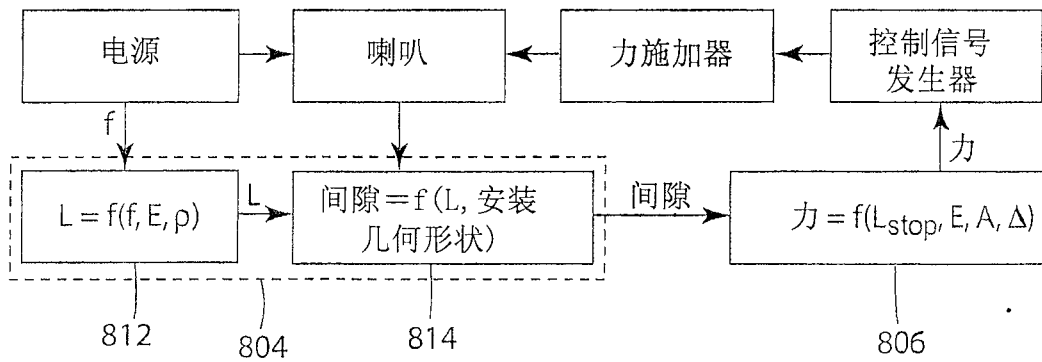 电源
喇叭
力施加器
控制信号
发生器
f
力
L=f(f, E, ρ)
L
间隙=f(L, 安装
几何形状)
间隙
力=f(Lstop, E, A, Δ)
812
804
814
806